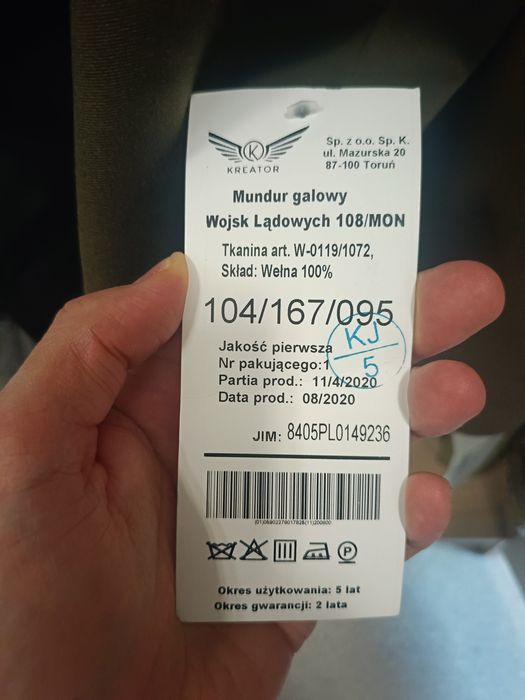 K
KREATOR
Sp. z o.o. Sp. K.
ul. Mazurska 20
87-100 Toruń
Mundur galowy
Wojsk Lądowych 108/MON
Tkanina art. W-0119/1072,
Skład: Wełna 100%
104/167/095
KJ
5
Jakość pierwsza
Nr pakującego:1
Partia prod.: 11/4/2020
Data prod.: 08/2020
JIM: 8405PL0149236
P
Okres użytkowania: 5 lat
Okres gwarancji: 2 lata